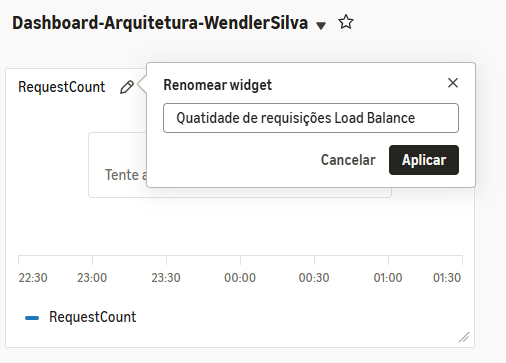 Dashboard-Arquitetura-WendlerSilva
RequestCount
Renomear widget
Quatidade de requisições Load Balance
Cancelar Aplicar
Tente
22:30 23:00 23:30 00:00 00:30 01:00 01:30
RequestCount